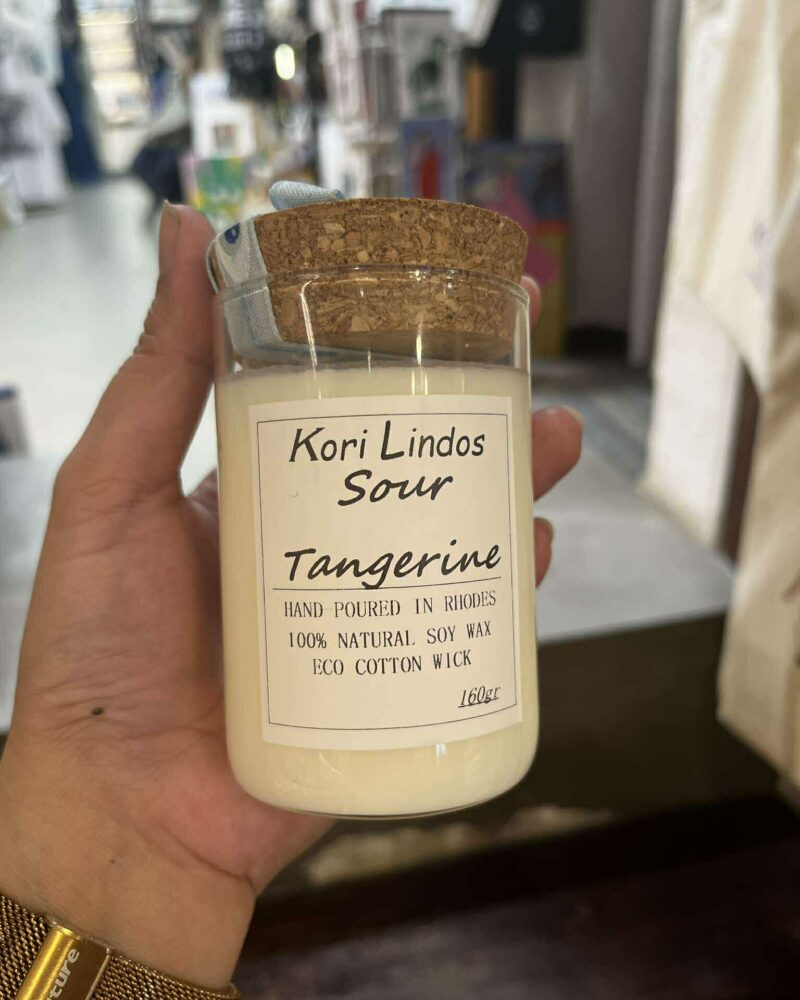 Kori Lindos
Sour
Tangerine
HAND-POURED IN RHODES
100% NATURAL SOY WAX
ECO COTTON WICK
160gr